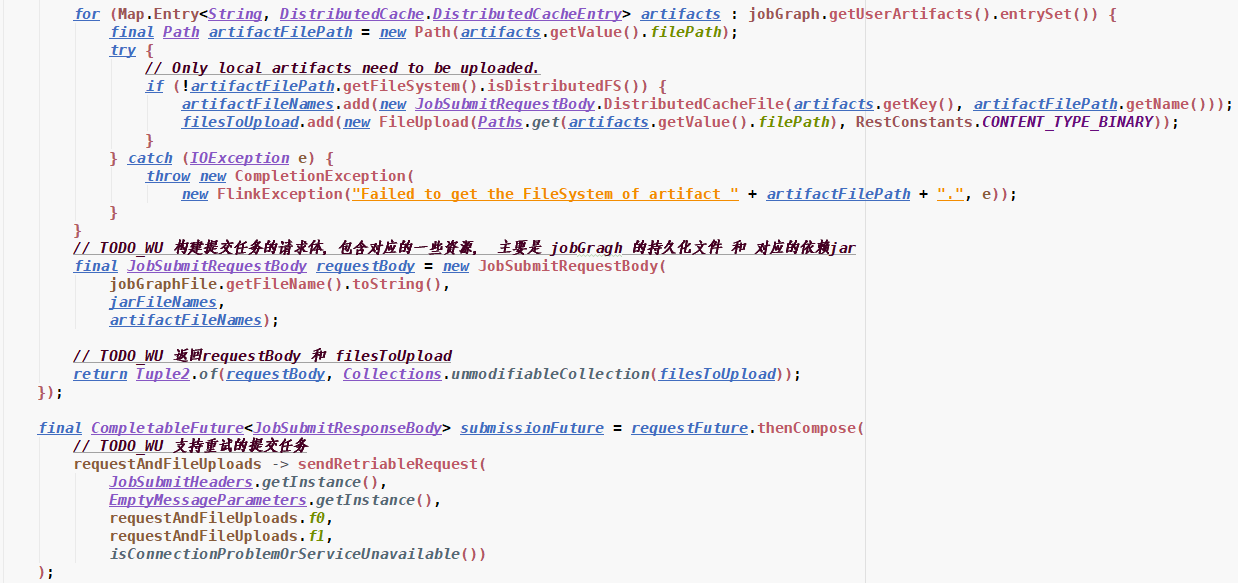 for (Map.Entry<String, DistributedCache.DistributedCacheEntry> artifacts : jobGraph.getUserArtifacts().entrySet()) {
final Path artifactFilePath = new Path(artifacts.getValue().filePath);
try {
// Only local artifacts need to be uploaded.
if (!artifactFilePath.getFileSystem().isDistributedFS()) {
artifactFileNames.add(new JobSubmitRequestBody.DistributedCacheFile(artifacts.getKey(), artifactFilePath.getName()));
filesToUpload.add(new FileUpload(Paths.get(artifacts.getValue().filePath), RestConstants.CONTENT_TYPE_BINARY));
}
} catch (IOException e) {
throw new CompletionException(
new FlinkException("Failed to get the FileSystem of artifact " + artifactFilePath + ".", e));
}
}
// TODO_WU 构建提交任务的请求体，包含对应的一些资源， 主要是 jobGragh 的持久化文件 和 对应的依赖jar
final JobSubmitRequestBody requestBody = new JobSubmitRequestBody(
jobGraphFile.getFileName().toString(),
jarFileNames,
artifactFileNames);
// TODO_WU 返回requestBody 和 filesToUpload
return Tuple2.of(requestBody, Collections.unmodifiableCollection(filesToUpload));
});
final CompletableFuture<JobSubmitResponseBody> submissionFuture = requestFuture.thenCompose(
// TODO_WU 支持重试的提交任务
requestAndFileUploads -> sendRetriableRequest(
JobSubmitHeaders.getInstance(),
EmptyMessageParameters.getInstance(),
requestAndFileUploads.f0,
requestAndFileUploads.f1,
isConnectionProblemOrServiceUnavailable())
);